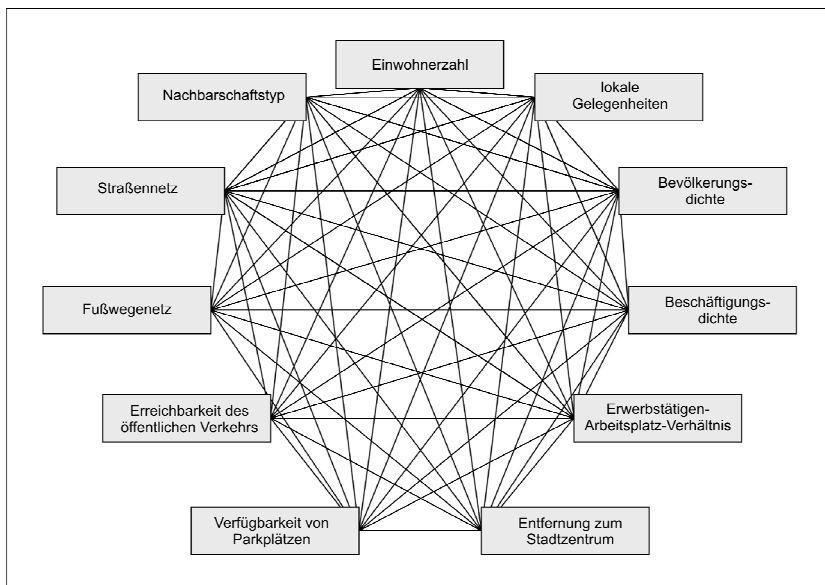 Einwohnerzahl
Nachbarschaftstyp
lokale
Gelegenheiten
Straßennetz
Bevölkerungs-
dichte
Fußwegenetz
Beschäftigungs-
dichte
Erreichbarkeit des
öffentlichen Verkehrs
Erwerbstätigen-
Arbeitsplatz-Verhältnis
Verfügbarkeit von
Parkplätzen
Entfernung zum
Stadtzentrum